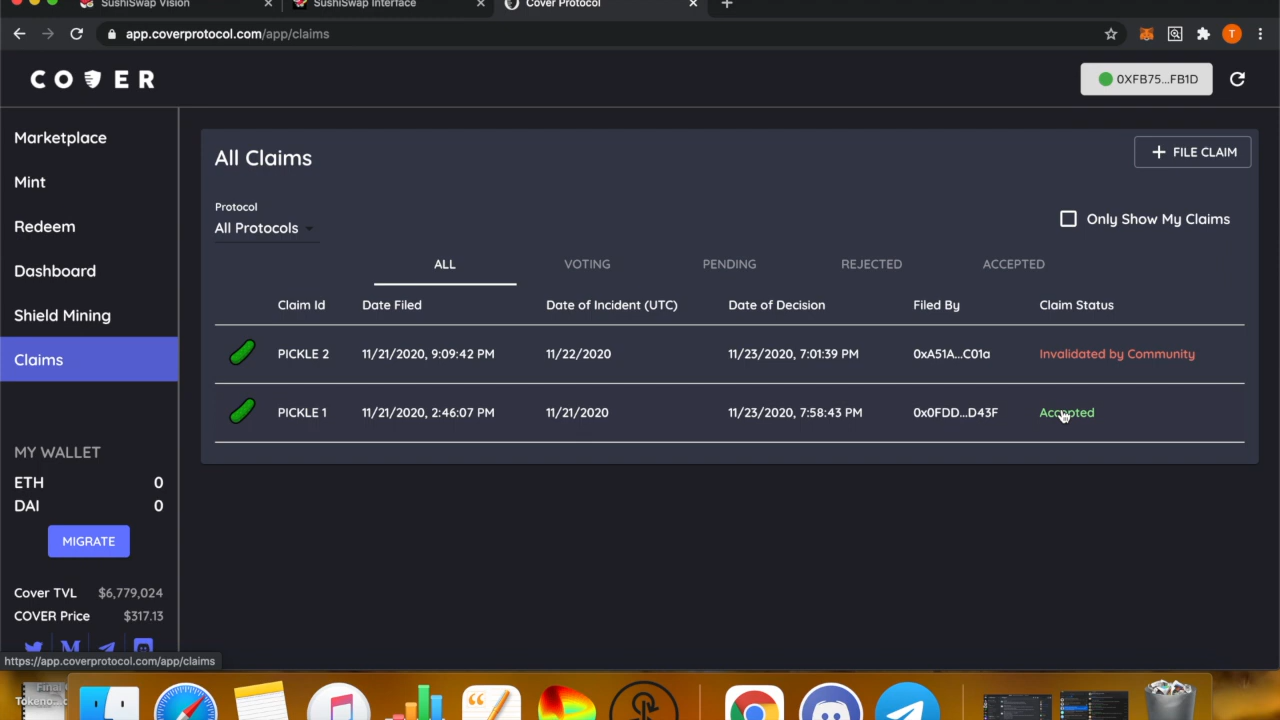 SushiSwap Vision
SushiSwap Interface
Cover Protocol
app.coverprotocol.com/app/claims
T
COVER
0XFB75...FB1D
Marketplace
Mint
Redeem
Dashboard
Shield Mining
Claims
All Claims
+ FILE CLAIM
Protocol
All Protocols
Only Show My Claims
ALL VOTING PENDING REJECTED ACCEPTED
Claim Id Date Filed Date of Incident (UTC) Date of Decision Filed By Claim Status
PICKLE 2 11/21/2020, 9:09:42 PM 11/22/2020 11/23/2020, 7:01:39 PM 0xA51A...C01a Invalidated by Community
PICKLE 1 11/21/2020, 2:46:07 PM 11/21/2020 11/23/2020, 7:58:43 PM 0x0FDD...D43F Accepted
MY WALLET
ETH 0
DAI 0
MIGRATE
Cover TVL $6,779,024
COVER Price $317.13
https://app.coverprotocol.com/app/claims
Final